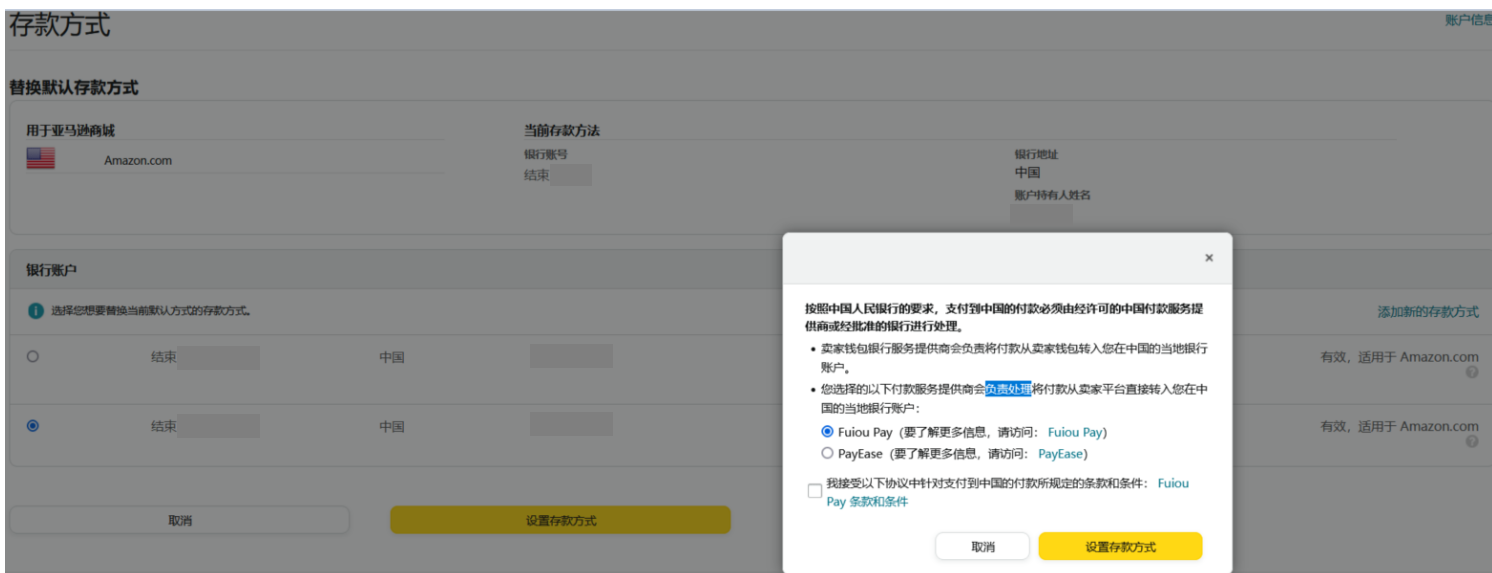 存款方式
账户信息
替换默认存款方式
用于亚马逊商城
当前存款方法
Amazon.com
银行账号
结束
银行地址
中国
账户持有人姓名
银行账户
选择您想要替换当前默认方式的存款方式。
添加新的存款方式
结束
中国
有效，适用于 Amazon.com
结束
中国
有效，适用于 Amazon.com
取消
设置存款方式
×
按照中国人民银行的要求，支付到中国的付款必须由经许可的中国付款服务提
供商或经批准的银行进行处理。
• 卖家钱包银行服务提供商会负责将付款从卖家钱包转入您在中国的当地银行
账户。
• 您选择的以下付款服务提供商会负责处理将付款从卖家平台直接转入您在中
国的当地银行账户：
Fuiou Pay（要了解更多信息，请访问： Fuiou Pay）
PayEase（要了解更多信息，请访问： PayEase）
我接受以下协议中针对支付到中国的付款所规定的条款和条件： Fuiou
Pay 条款和条件
取消
设置存款方式